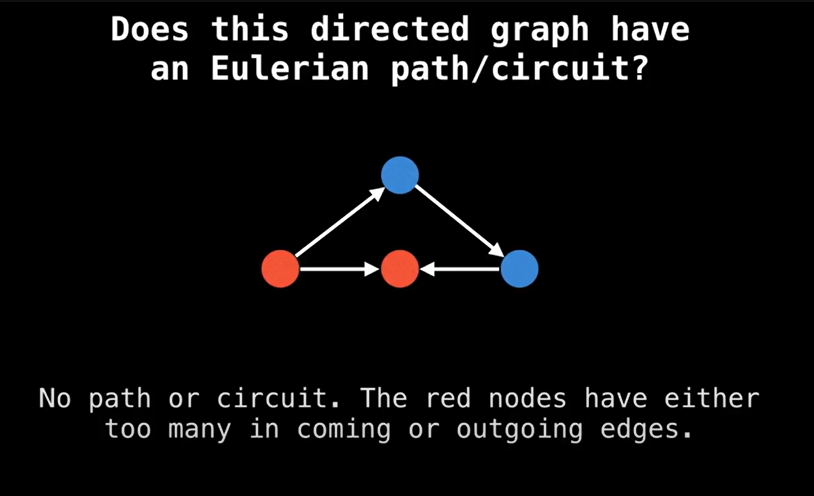 Does this directed graph have
an Eulerian path/circuit?
No path or circuit. The red nodes have either
too many in coming or outgoing edges.